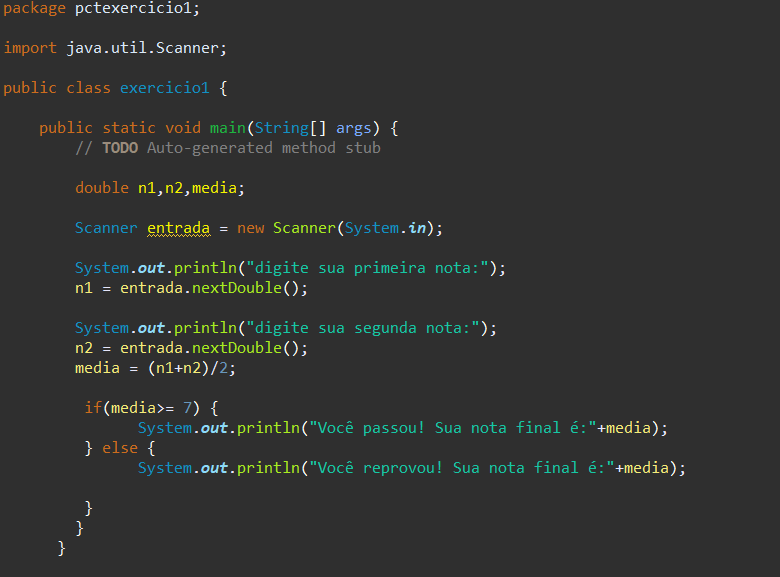 package pctexercicio1;
import java.util.Scanner;
public class exercicio1 {
public static void main(String[] args) {
// TODO Auto-generated method stub
double n1,n2,media;
Scanner entrada = new Scanner(System.in);
System.out.println("digite sua primeira nota:");
n1 = entrada.nextDouble();
System.out.println("digite sua segunda nota:");
n2 = entrada.nextDouble();
media = (n1+n2)/2;
if(media>= 7) {
System.out.println("Você passou! Sua nota final é:"+media);
} else {
System.out.println("Você reprovou! Sua nota final é:"+media);
}
}
}